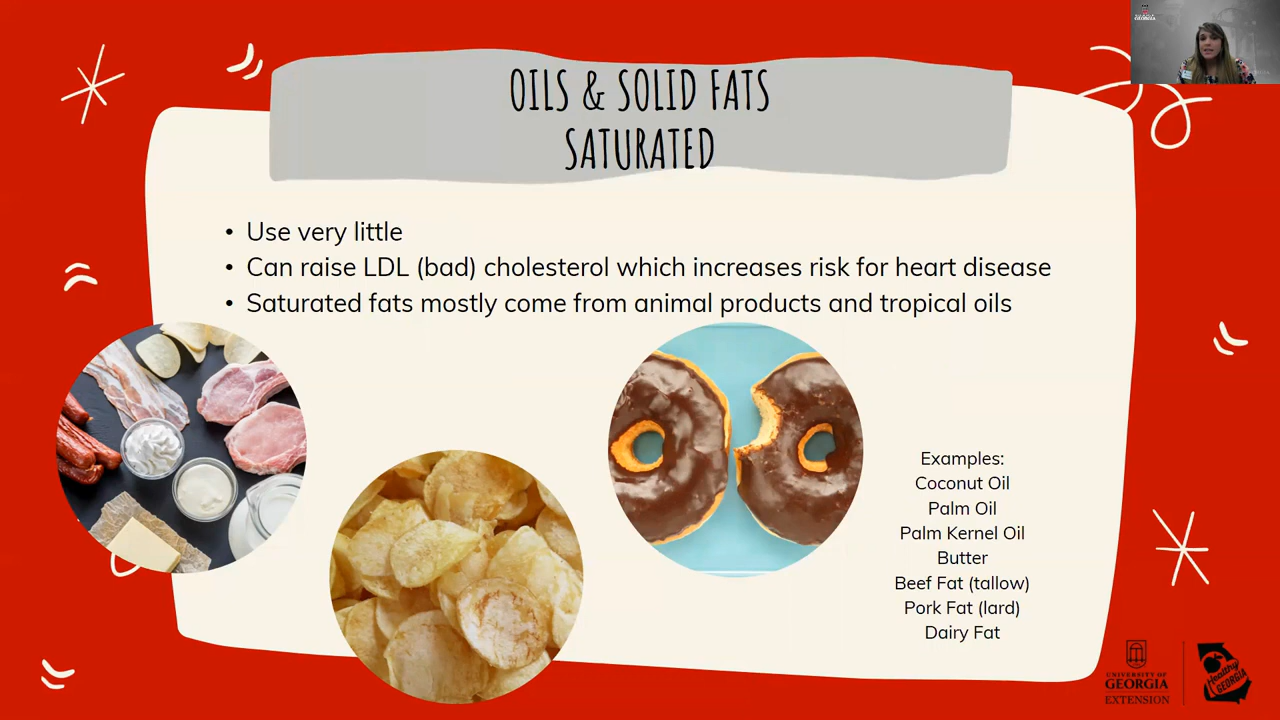 OILS & SOLID FATS
SATURATED
• Use very little
• Can raise LDL (bad) cholesterol which increases risk for heart disease
• Saturated fats mostly come from animal products and tropical oils
Examples:
Coconut Oil
Palm Oil
Palm Kernel Oil
Butter
Beef Fat (tallow)
Pork Fat (lard)
Dairy Fat
UNIVERSITY OF
GEORGIA
EXTENSION
Healthy
GEORGIA